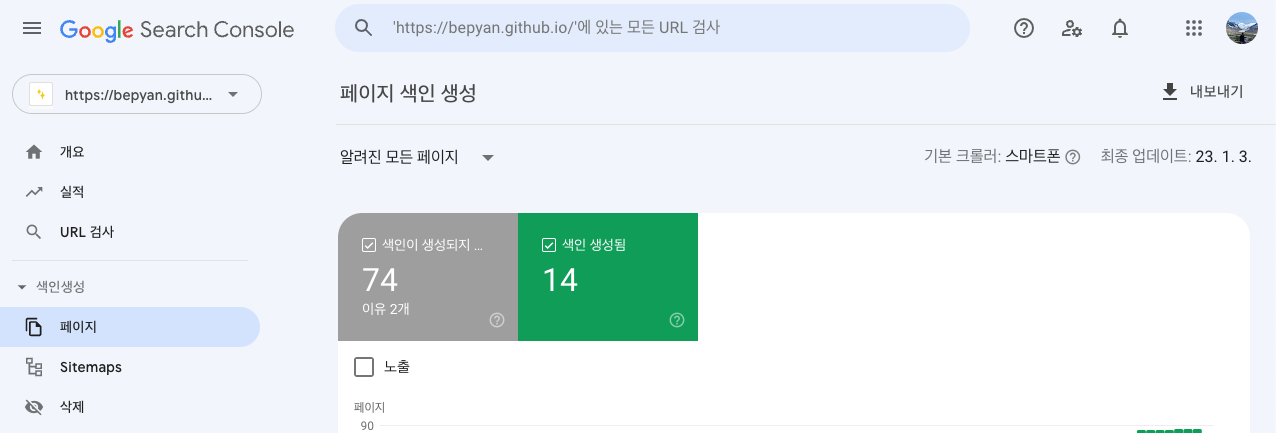 Google Search Console
'https://bepyan.github.io/'에 있는 모든 URL 검사
https://bepyan.githu...
페이지 색인 생성
내보내기
개요
알려진 모든 페이지
기본 크롤러: 스마트폰
최종 업데이트: 23. 1. 3.
실적
URL 검사
색인이 생성되지 ...
74
이유 2개
색인 생성됨
14
색인생성
페이지
Sitemaps
삭제
노출
페이지
90